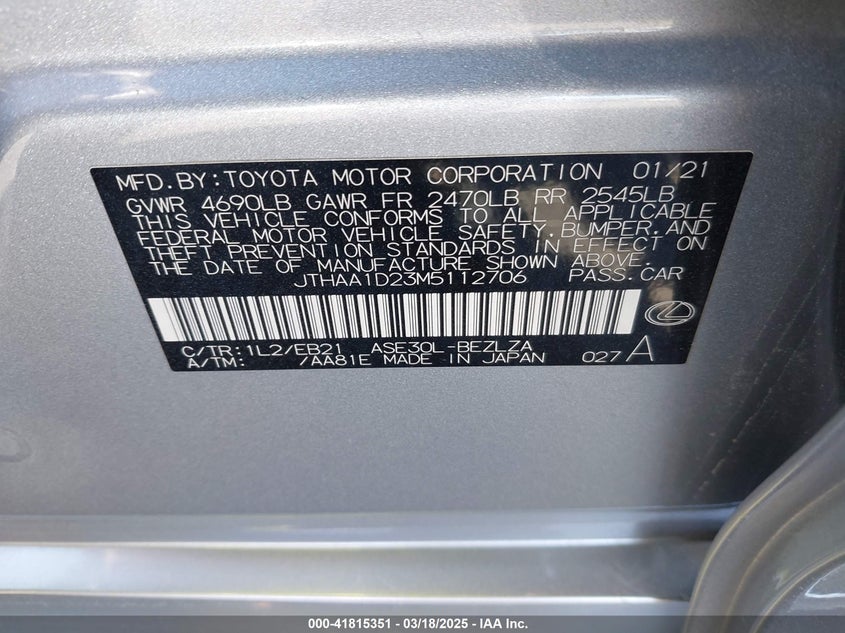 MFD.BY:TOYOTA MOTOR CORPORATION 01/21
GVWR 4690LB GAWR FR 2470LB RR 2545LB
THIS VEHICLE CONFORMS TO ALL APPLICABLE
FEDERAL MOTOR VEHICLE SAFETY,BUMPER,AND
THEFT PREVENTION STANDARDS IN EFFECT ON
THE DATE OF MANUFACTURE SHOWN ABOVE.
JTHAA1D23M5112706 PASS.CAR
C/TR:1L2/EB21 ASE30L-BEZLZA
A/TM: /AA81E MADE IN JAPAN 027 A
000-41815351 - 03/18/2025 - IAA Inc.